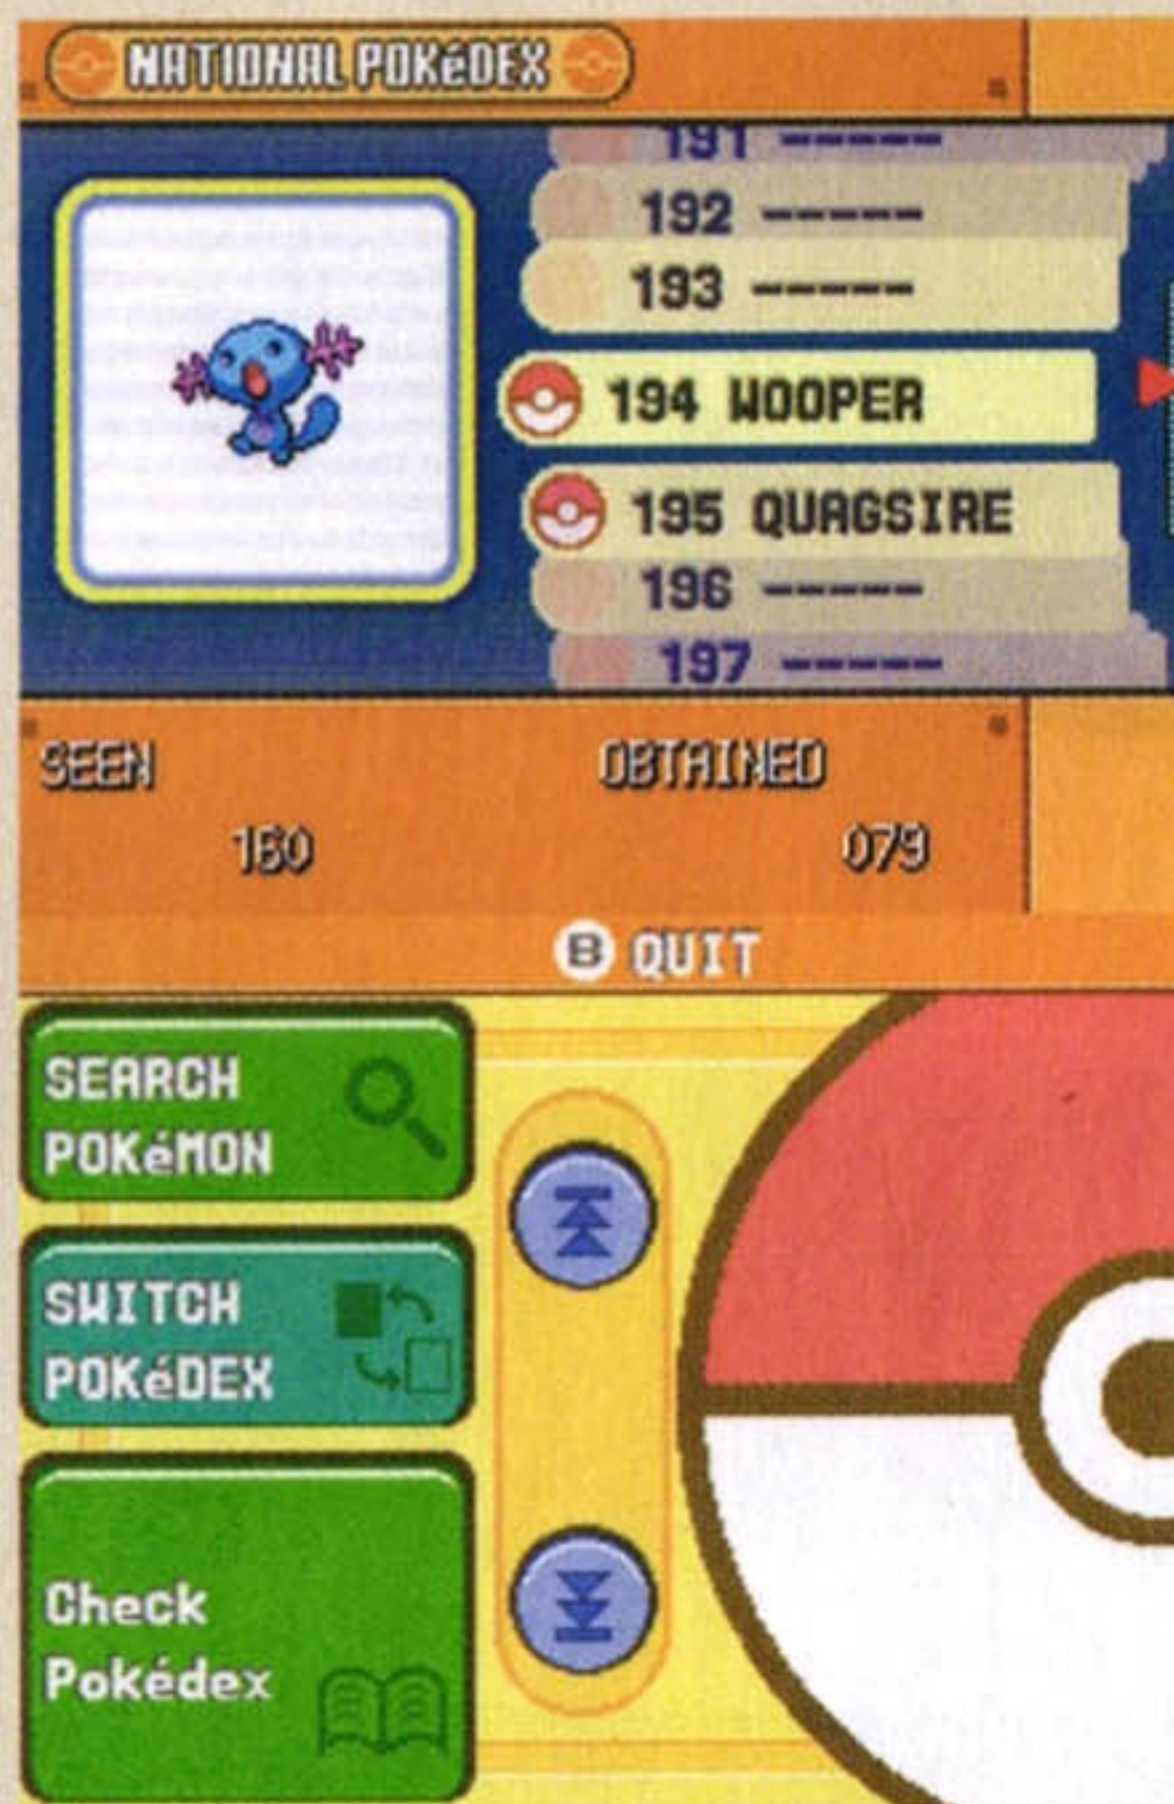 NATIONAL POKéDEX
191 -----
192 -----
193 -----
194 WOOPER
195 QUAGSIRE
196 -----
197 -----
SEEN
160
OBTAINED
079
B QUIT
SEARCH
POKéMON
SWITCH
POKéDEX
Check
Pokédex